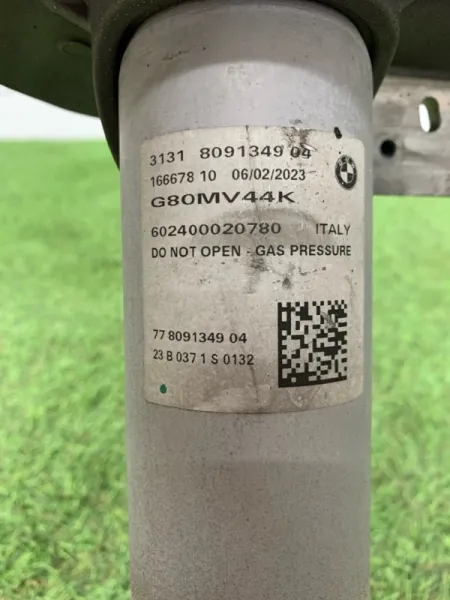 3131 8091349 04
166678 10 06/02/2023
BMW
G80MV44K
602400020780 ITALY
DO NOT OPEN - GAS PRESSURE
77 8091349 04
23 B 037 1 S 0132